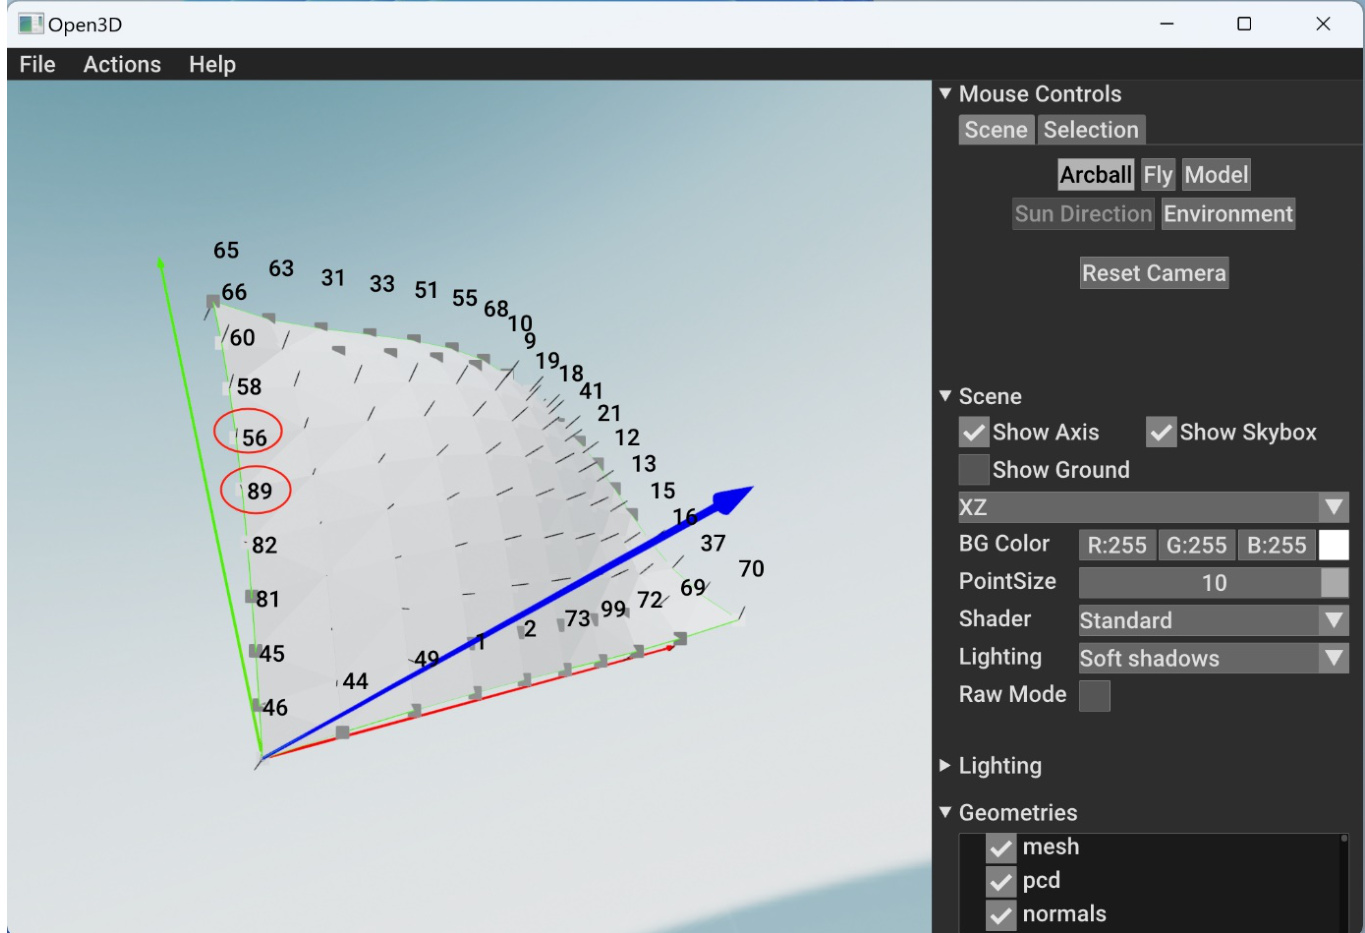 Open3D
File Actions Help
Mouse Controls
Scene Selection
Arcball Fly Model
Sun Direction Environment
Reset Camera
Scene
Show Axis Show Skybox
Show Ground
XZ
BG Color R:255 G:255 B:255
PointSize 10
Shader Standard
Lighting Soft shadows
Raw Mode
Lighting
Geometries
mesh
pcd
normals
65
63
31
33
51
55
68
10
9
19
18
41
21
12
13
15
16
37
70
66
60
58
56
89
82
81
45
46
44
49
1
2
73
99
72
69